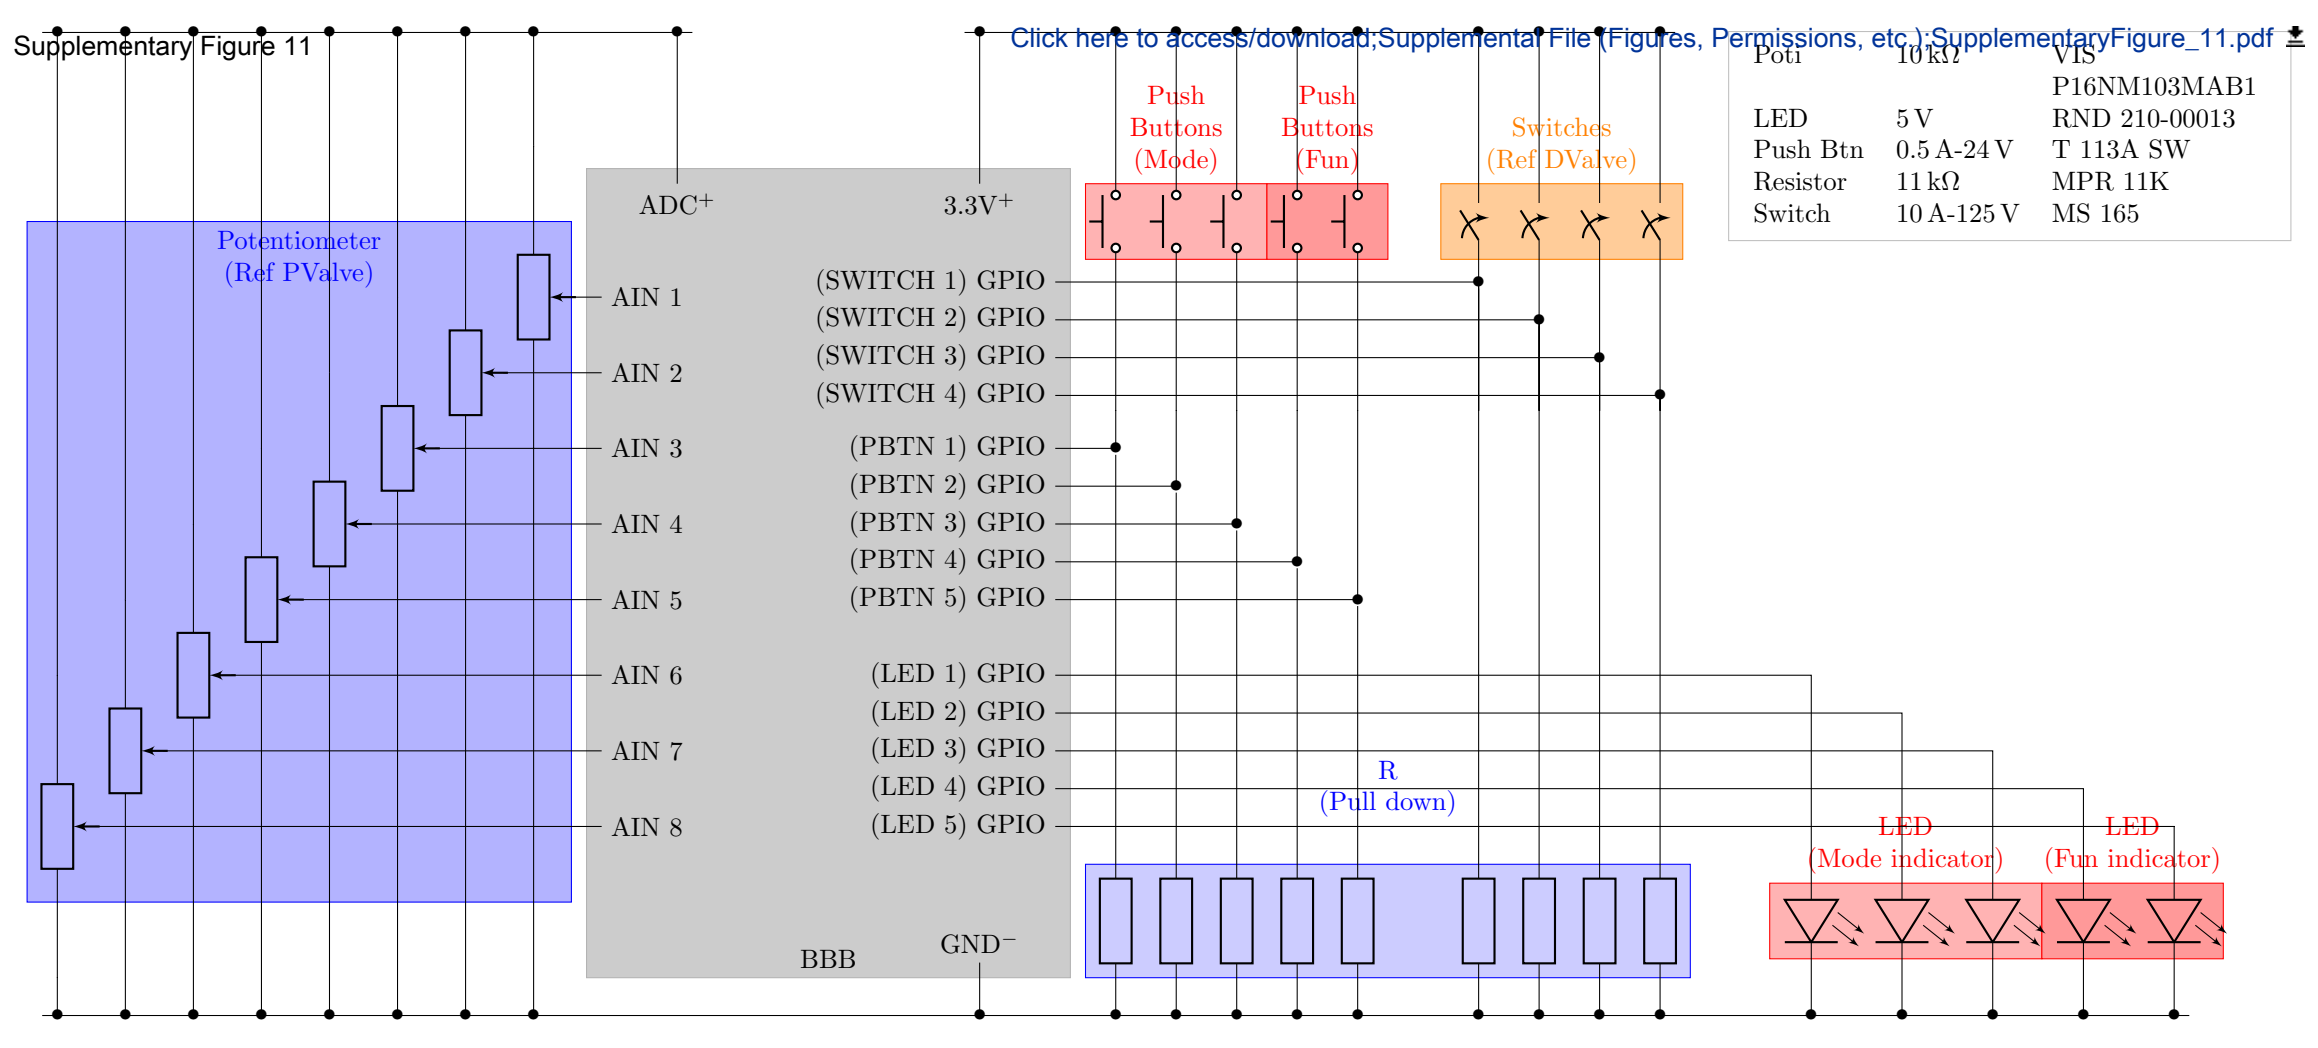 Supplementary Figure 11
Click here to access/download;Supplemental File (Figures, Permissions, etc.);SupplementaryFigure_11.pdf
Poti 10 kΩ VIS
P16NM103MAB1
LED 5 V RND 210-00013
Push Btn 0.5 A-24 V T 113A SW
Resistor 11 kΩ MPR 11K
Switch 10 A-125 V MS 165
Push
Buttons
(Mode)
Push
Buttons
(Fun)
Switches
(Ref DValve)
Potentiometer
(Ref PValve)
ADC+
3.3V+
AIN 1
AIN 2
AIN 3
AIN 4
AIN 5
AIN 6
AIN 7
AIN 8
(SWITCH 1) GPIO
(SWITCH 2) GPIO
(SWITCH 3) GPIO
(SWITCH 4) GPIO
(PBTN 1) GPIO
(PBTN 2) GPIO
(PBTN 3) GPIO
(PBTN 4) GPIO
(PBTN 5) GPIO
(LED 1) GPIO
(LED 2) GPIO
(LED 3) GPIO
(LED 4) GPIO
(LED 5) GPIO
GND−
BBB
R
(Pull down)
LED
(Mode indicator)
LED
(Fun indicator)